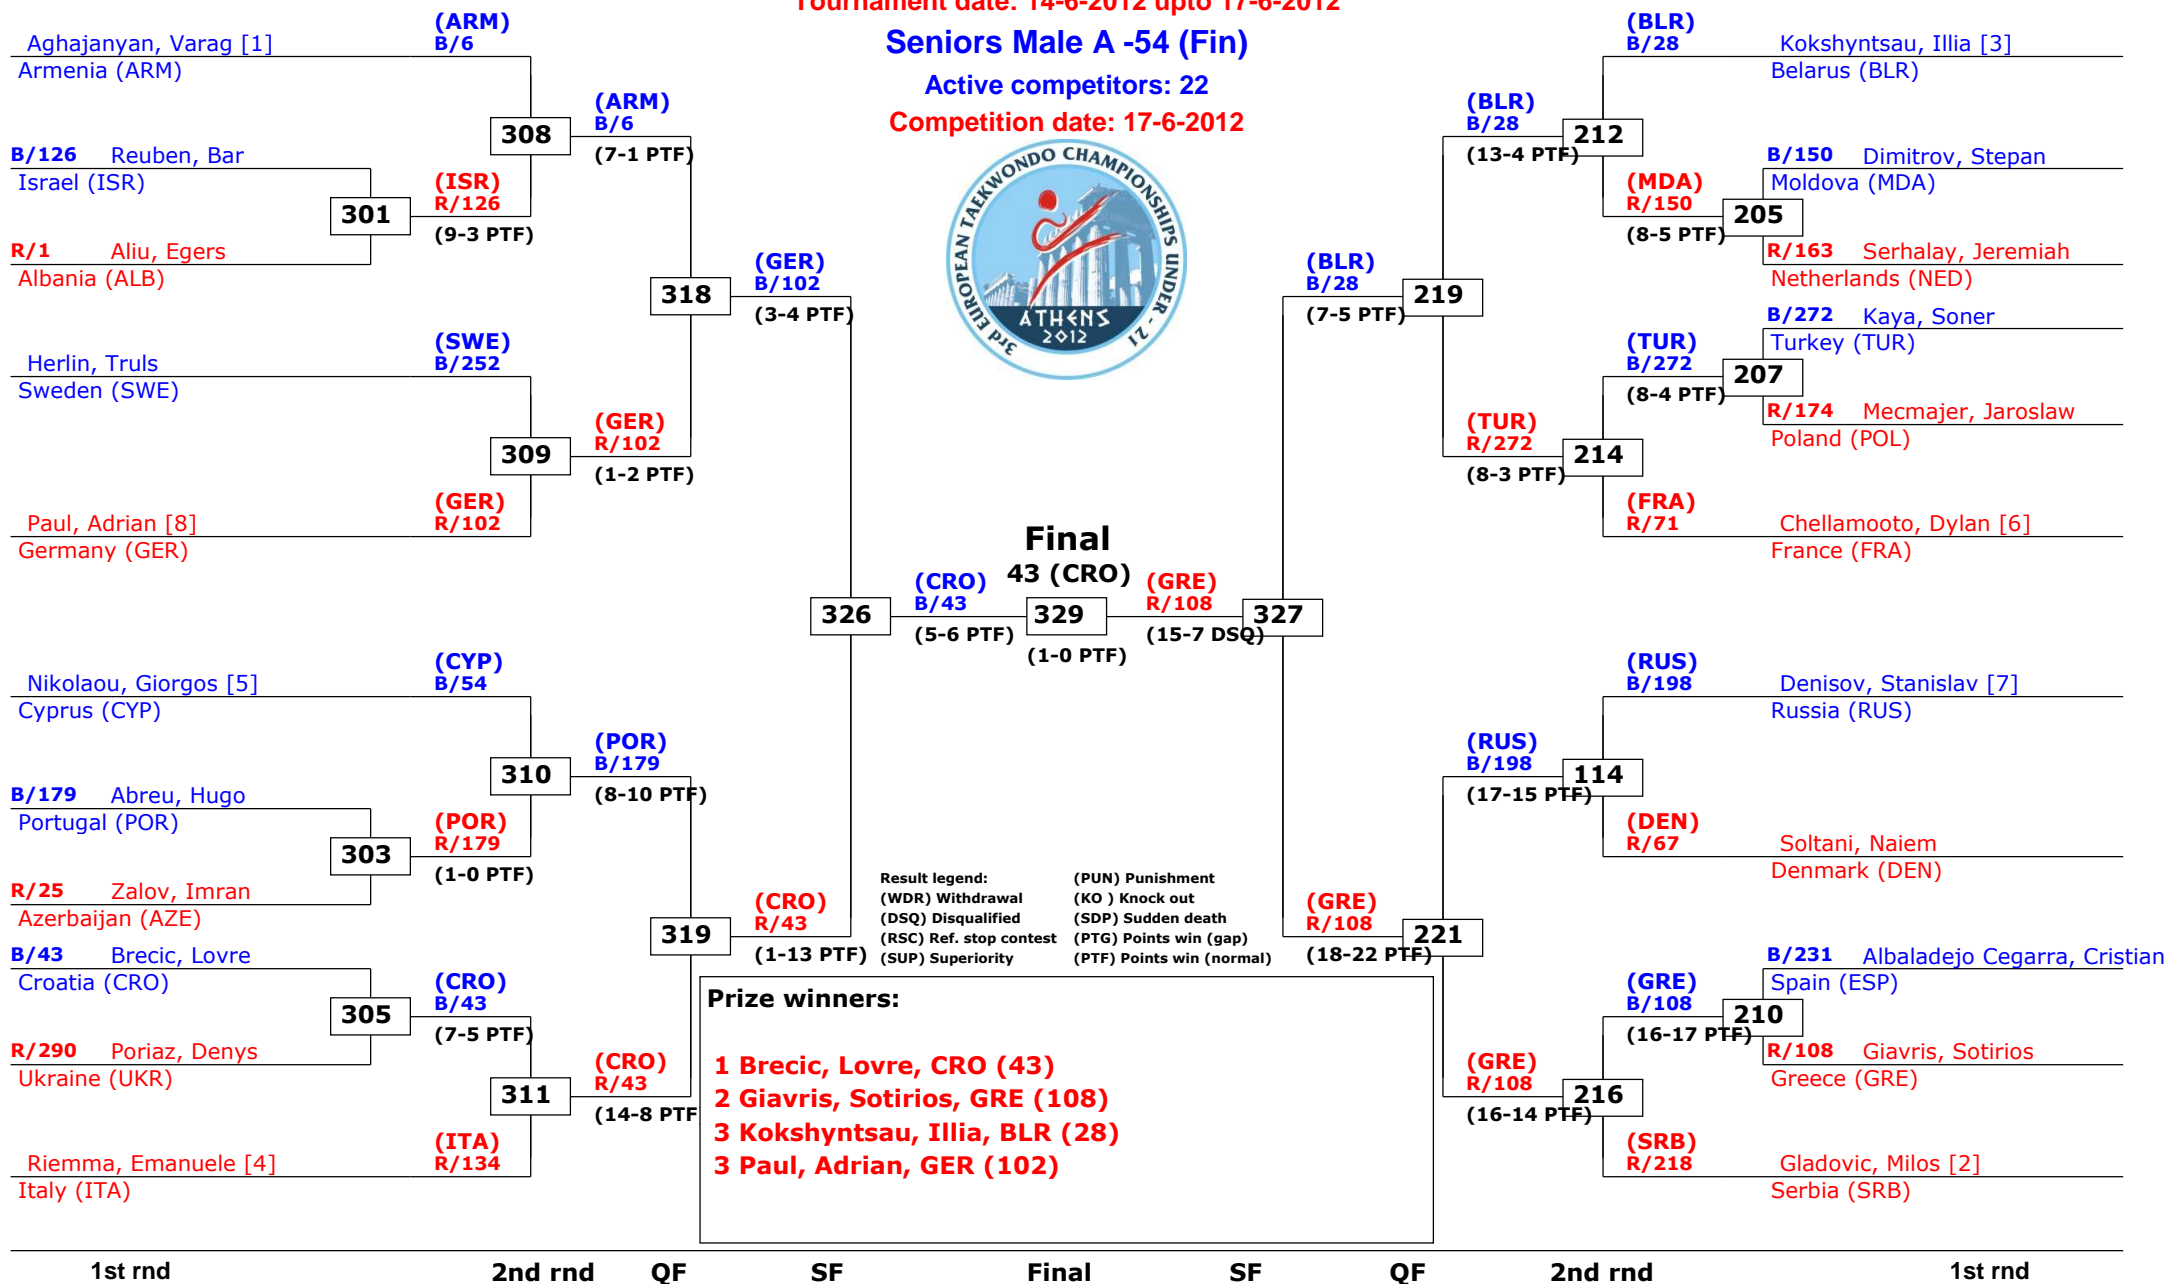 Tournament date: 14-6-2012 upto 17-6-2012
Seniors Male A -54 (Fin)
Active competitors: 22
Competition date: 17-6-2012
3rd EUROPEAN TAEKWONDO CHAMPIONSHIPS UNDER - 21
ATHENS
2012
Aghajanyan, Varag [1]
Armenia (ARM)
(ARM)
B/6
B/126 Reuben, Bar
Israel (ISR)
301
R/1 Aliu, Egers
Albania (ALB)
(ISR)
R/126
(9-3 PTF)
308
(ARM)
B/6
(7-1 PTF)
Herlin, Truls
Sweden (SWE)
(SWE)
B/252
309
Paul, Adrian [8]
Germany (GER)
(GER)
R/102
(GER)
R/102
(1-2 PTF)
318
(GER)
B/102
(3-4 PTF)
Nikolaou, Giorgos [5]
Cyprus (CYP)
(CYP)
B/54
B/179 Abreu, Hugo
Portugal (POR)
303
R/25 Zalov, Imran
Azerbaijan (AZE)
(POR)
R/179
(1-0 PTF)
310
(POR)
B/179
(8-10 PTF)
B/43 Brecic, Lovre
Croatia (CRO)
305
R/290 Poriaz, Denys
Ukraine (UKR)
(CRO)
B/43
(7-5 PTF)
311
Riemma, Emanuele [4]
Italy (ITA)
(ITA)
R/134
(CRO)
R/43
(14-8 PTF
319
(CRO)
R/43
(1-13 PTF)
326
(CRO)
B/43
(5-6 PTF)
Final
43 (CRO)
329
(1-0 PTF)
(GRE)
R/108
(15-7 DSQ)
327
(BLR)
B/28
(7-5 PTF)
219
(BLR)
B/28
(13-4 PTF)
212
(BLR)
B/28
Kokshyntsau, Illia [3]
Belarus (BLR)
(MDA)
R/150
(8-5 PTF)
205
B/150 Dimitrov, Stepan
Moldova (MDA)
R/163 Serhalay, Jeremiah
Netherlands (NED)
(TUR)
R/272
(8-3 PTF)
214
(TUR)
B/272
(8-4 PTF)
207
B/272 Kaya, Soner
Turkey (TUR)
R/174 Mecmajer, Jaroslaw
Poland (POL)
(FRA)
R/71
Chellamooto, Dylan [6]
France (FRA)
(GRE)
R/108
(18-22 PTF)
221
(RUS)
B/198
(17-15 PTF)
114
(RUS)
B/198
Denisov, Stanislav [7]
Russia (RUS)
(DEN)
R/67
Soltani, Naiem
Denmark (DEN)
(GRE)
R/108
(16-14 PTF)
216
(GRE)
B/108
(16-17 PTF)
210
B/231 Albaladejo Cegarra, Cristian
Spain (ESP)
R/108 Giavris, Sotirios
Greece (GRE)
(SRB)
R/218
Gladovic, Milos [2]
Serbia (SRB)
Result legend: (PUN) Punishment
(WDR) Withdrawal (KO ) Knock out
(DSQ) Disqualified (SDP) Sudden death
(RSC) Ref. stop contest (PTG) Points win (gap)
(SUP) Superiority (PTF) Points win (normal)
Prize winners:
1 Brecic, Lovre, CRO (43)
2 Giavris, Sotirios, GRE (108)
3 Kokshyntsau, Illia, BLR (28)
3 Paul, Adrian, GER (102)
1st rnd 2nd rnd QF SF Final SF QF 2nd rnd 1st rnd